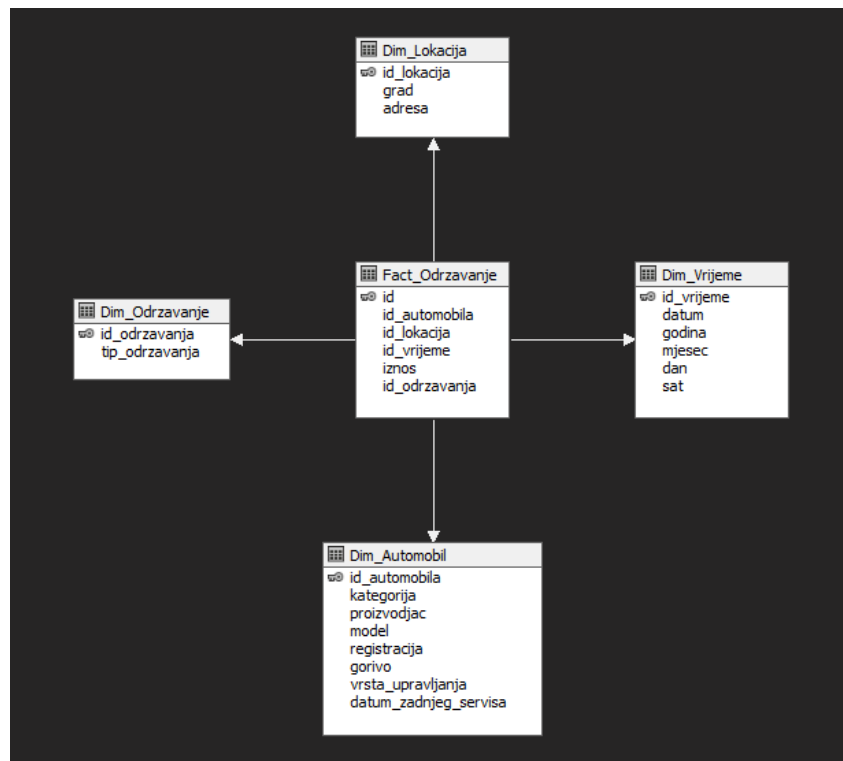 Dim_Lokacija
id_lokacija
grad
adresa
Fact_Odrzavanje
id
id_automobila
id_lokacija
id_vrijeme
iznos
id_odrzavanja
Dim_Vrijeme
id_vrijeme
datum
godina
mjesec
dan
sat
Dim_Odrzavanje
id_odrzavanja
tip_odrzavanja
Dim_Automobil
id_automobila
kategorija
proizvodjac
model
registracija
gorivo
vrsta_upravljanja
datum_zadnjeg_servisa